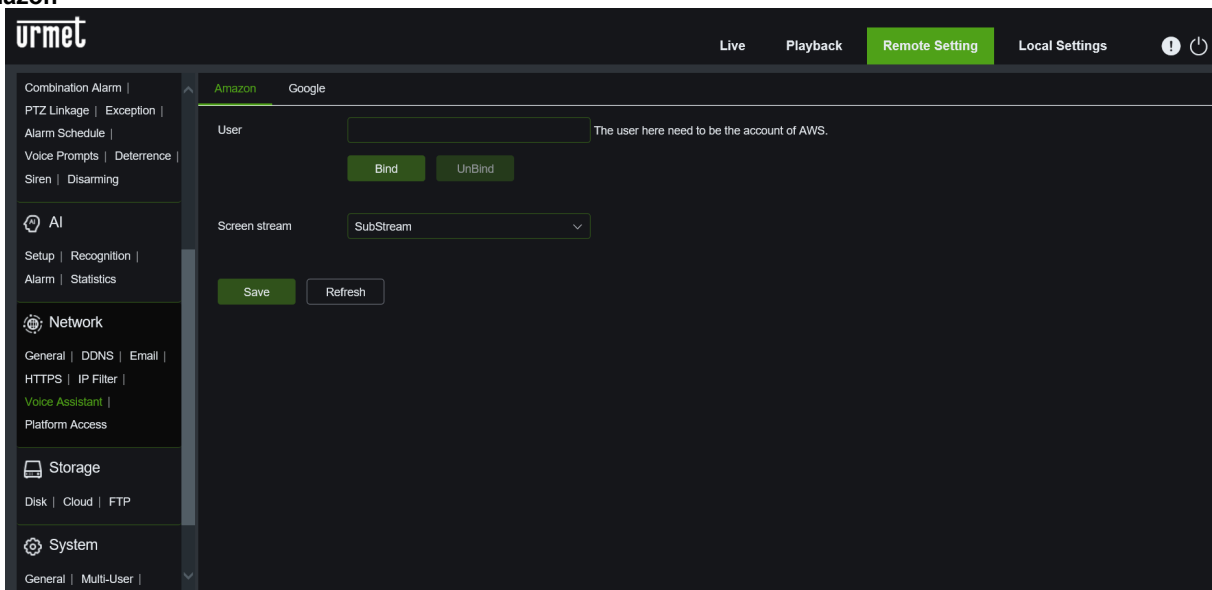 urmet
Live Playback Remote Setting Local Settings
Combination Alarm |
PTZ Linkage | Exception |
Alarm Schedule |
Voice Prompts | Deterrence |
Siren | Disarming
AI
Setup | Recognition |
Alarm | Statistics
Network
General | DDNS | Email |
HTTPS | IP Filter |
Voice Assistant |
Platform Access
Storage
Disk | Cloud | FTP
System
General | Multi-User |
Amazon Google
User The user here need to be the account of AWS.
Bind UnBind
Screen stream SubStream
Save Refresh